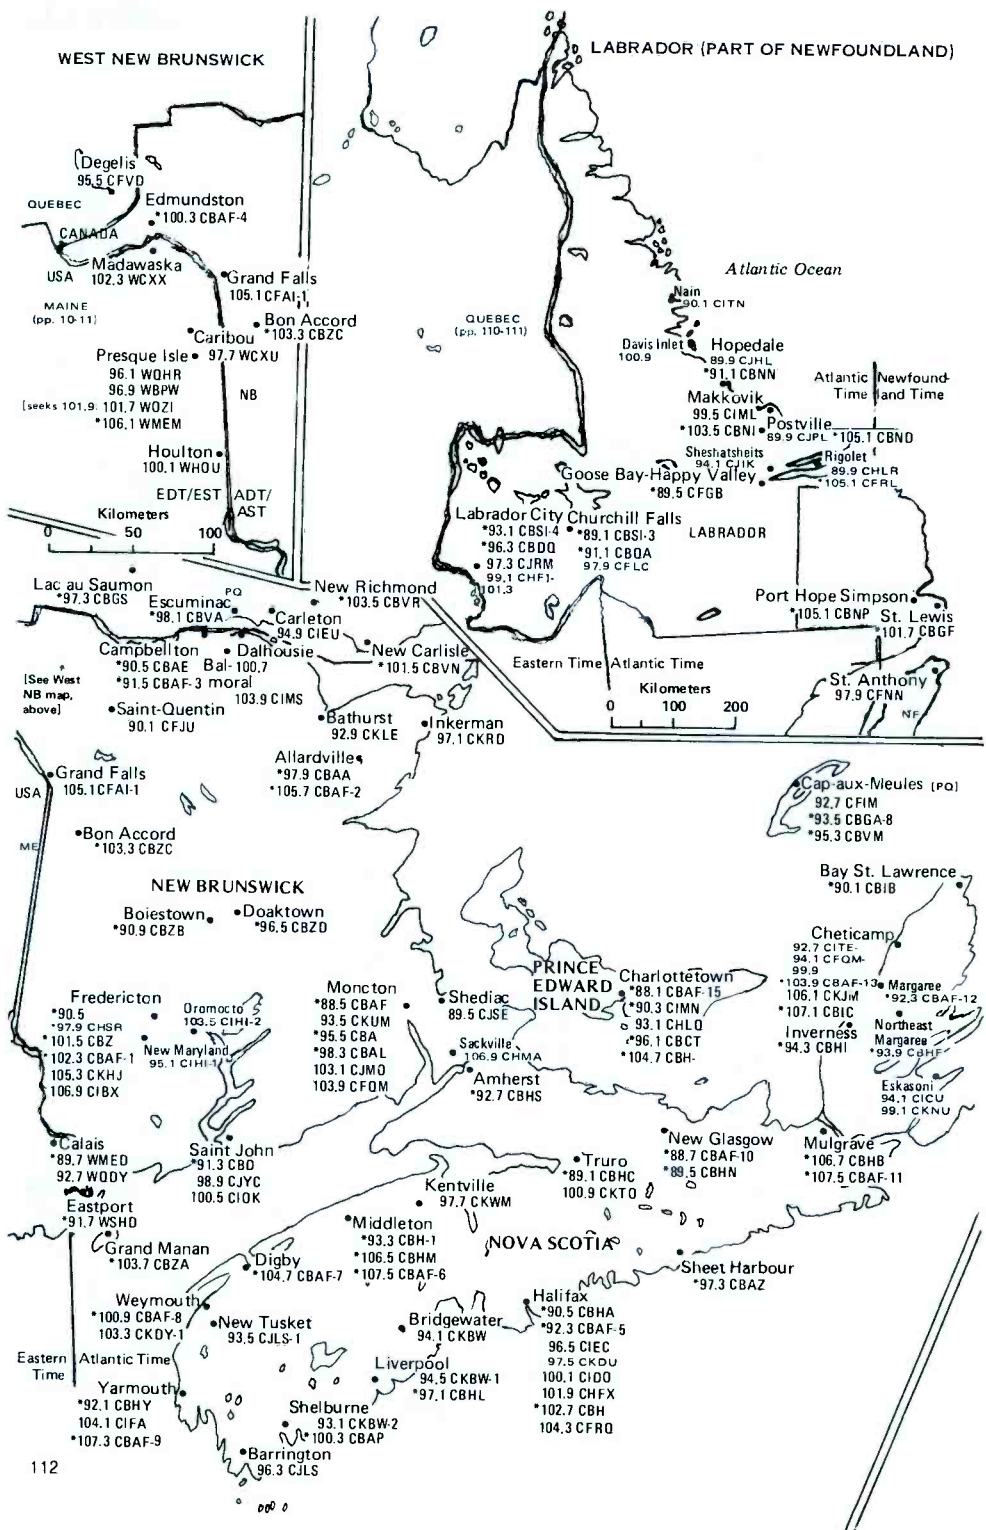 WEST NEW BRUNSWICK
Degelis
95.5 CFVD
QUEBEC
Edmundston
*100.3 CBAF-4
CANADA
USA
Madawaska
102.3 WCXX
Grand Falls
105.1 CFAI-1
MAINE
(pp. 10-11)
Bon Accord
*103.3 CBZC
Caribou
97.7 WCXU
Presque Isle
96.1 WQHR
96.9 WBPW
[seeks 101.9: 101.7 WOZI
*106.1 WMEM
NB
Houlton
100.1 WHOU
EDT/EST
ADT/
AST
Kilometers
0 50 100
LABRADOR (PART OF NEWFOUNDLAND)
Atlantic Ocean
QUEBEC
(pp. 110-111)
Nain
90.1 CITN
Davis Inlet
100.9
Hopedale
89.9 CJHL
*91.1 CBNN
Atlantic Time
Newfound-
land Time
Makkovik
99.5 CIML
*103.5 CBNI
Postville
89.9 CJPL
*105.1 CBND
Sheshatsheits
94.1 CJIK
Rigolet
89.9 CHLR
*105.1 CFRL
Goose Bay-Happy Valley
*89.5 CFGB
Labrador City
*93.1 CBSI-4
*96.3 CBDQ
97.3 CJRM
99.1 CHF1-
101.3
Churchill Falls
*89.1 CBSI-3
*91.1 CBQA
97.9 CFLC
LABRADOR
Port Hope Simpson
*105.1 CBNP
St. Lewis
101.7 CBGF
St. Anthony
97.9 CFNN
NF
Eastern Time
Atlantic Time
Kilometers
0 100 200
Lac au Saumon
*97.3 CBGS
PQ
Escuminac
*98.1 CBVA
New Richmond
*103.5 CBVR
Carleton
94.9 CIEU
Campbellton
*90.5 CBAE
*91.5 CBAF-3
Dalhousie
Bal- 100.7
moral
103.9 CIMS
New Carlisle
*101.5 CBVN
[See West
NB map,
above]
Saint-Quentin
90.1 CFJU
Bathurst
92.9 CKLE
Inkerman
97.1 CKRD
Allardville
*97.9 CBAA
*105.7 CBAF-2
Grand Falls
105.1 CFAI-1
USA
ME
Bon Accord
*103.3 CBZC
Cap-aux-Meules [PQ]
92.7 CFIM
*93.5 CBGA-8
*95.3 CBVM
NEW BRUNSWICK
Boiestown
*90.9 CBZB
Doaktown
*96.5 CBZD
Bay St. Lawrence
*90.1 CBIB
Cheticamp
92.7 CITE-
94.1 CFQM-
99.9
*103.9 CBAF-13
106.1 CKJM
*107.1 CBIC
Margaree
*92.3 CBAF-12
Inverness
*94.3 CBHI
Northeast
Margaree
*93.9 CBHF
Eskasoni
94.1 CICU
99.1 CKNU
PRINCE
EDWARD
ISLAND
Charlottetown
*88.1 CBAF-15
*90.3 CIMN
93.1 CHLQ
*96.1 CBCT
*104.7 CBH-
Fredericton
*90.5
*97.9 CHSR
*101.5 CBZ
*102.3 CBAF-1
105.3 CKHJ
106.9 CIBX
Oromocto
103.5 CIHI-2
New Maryland
95.1 CIHI-1
Moncton
*88.5 CBAF
93.5 CKUM
*95.5 CBA
*98.3 CBAL
103.1 CJMO
103.9 CFQM
Shediac
89.5 CJSE
Sackville
106.9 CHMA
Amherst
*92.7 CBHS
Calais
*89.7 WMED
92.7 WQDY
Saint John
*91.3 CBD
98.9 CJYC
100.5 CIOK
New Glasgow
*88.7 CBAF-10
*89.5 CBHN
Mulgrave
*106.7 CBHB
*107.5 CBAF-11
Truro
*89.1 CBHC
100.9 CKTO
Kentville
97.7 CKWM
Eastport
*91.7 WSHD
Middleton
*93.3 CBH-1
*106.5 CBHM
*107.5 CBAF-6
NOVA SCOTIA
Grand Manan
*103.7 CBZA
Digby
*104.7 CBAF-7
Sheet Harbour
*97.3 CBAZ
Weymouth
*100.9 CBAF-8
103.3 CKDY-1
New Tusket
93.5 CJLS-1
Bridgewater
94.1 CKBW
Halifax
*90.5 CBHA
*92.3 CBAF-5
96.5 CIEC
97.5 CKDU
100.1 CIOO
101.9 CHFX
*102.7 CBH
104.3 CFRQ
Eastern
Time
Atlantic Time
Liverpool
94.5 CKBW-1
*97.1 CBHL
Yarmouth
*92.1 CBHY
104.1 CIFA
*107.3 CBAF-9
Shelburne
93.1 CKBW-2
*100.3 CBAP
Barrington
96.3 CJLS
112